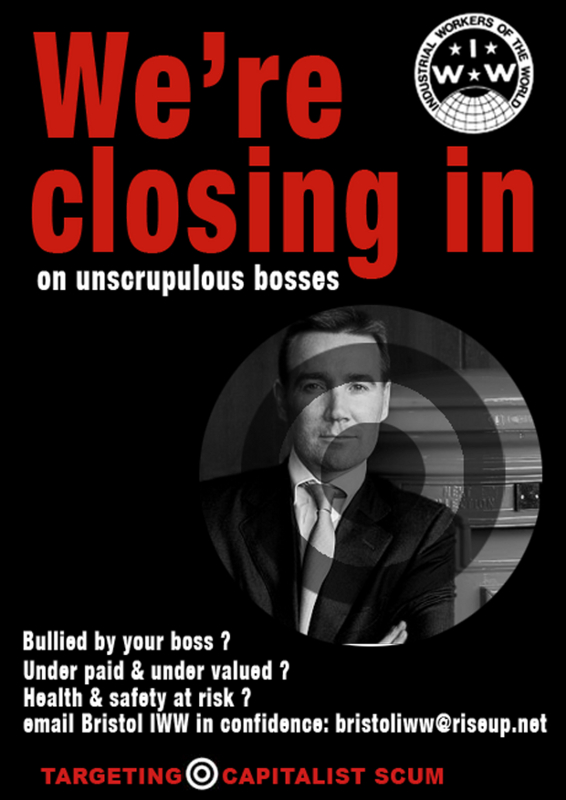 We're
closing in
on unscrupulous bosses
INDUSTRIAL WORKERS OF THE WORLD
I
W W
Bullied by your boss ?
Under paid & under valued ?
Health & safety at risk ?
email Bristol IWW in confidence: bristoliww@riseup.net
TARGETING CAPITALIST SCUM